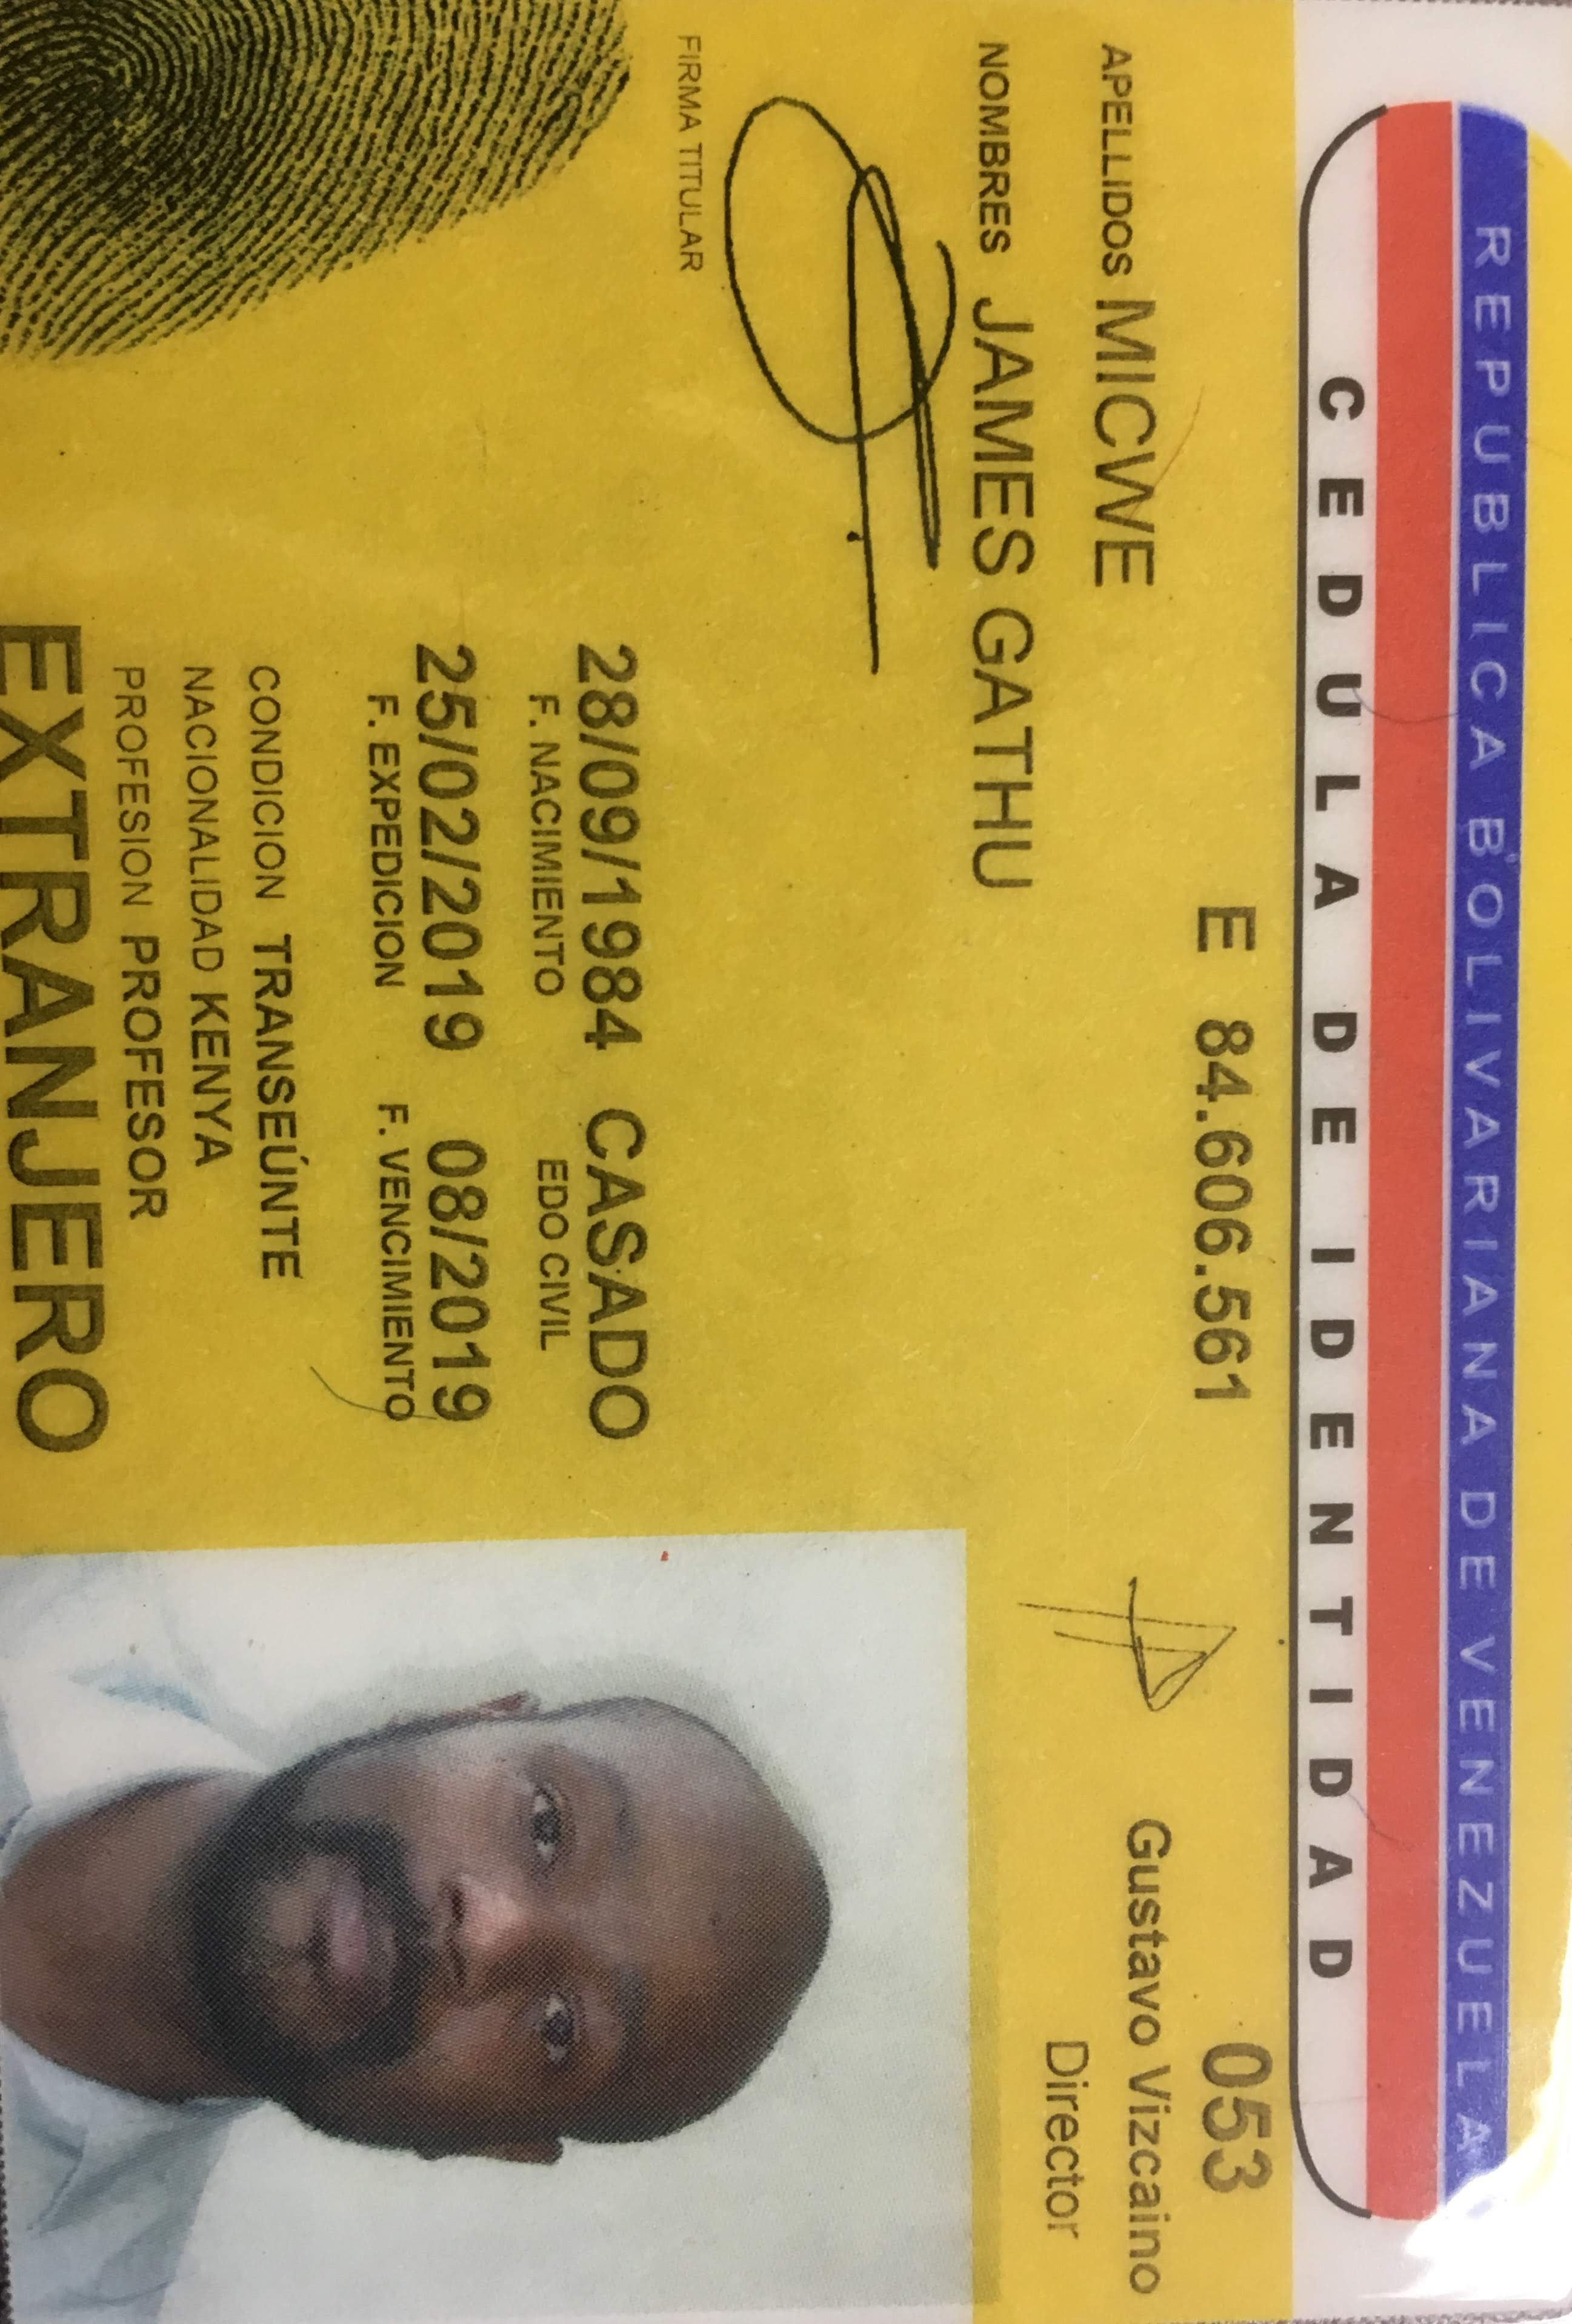 REPUBLICA BOLIVARIANA DE VENEZUELA
CEDULA DE IDENTIDAD
E 84.606.561
053
Gustavo Vizcaino
Director
APELLIDOS MICWE
NOMBRES JAMES GATHU
FIRMA TITULAR
28/09/1984 CASADO
F. NACIMIENTO EDO CIVIL
25/02/2019 08/2019
F. EXPEDICION F. VENCIMIENTO
CONDICION TRANSEÚNTE
NACIONALIDAD KENYA
PROFESION PROFESOR
EXTRANJERO